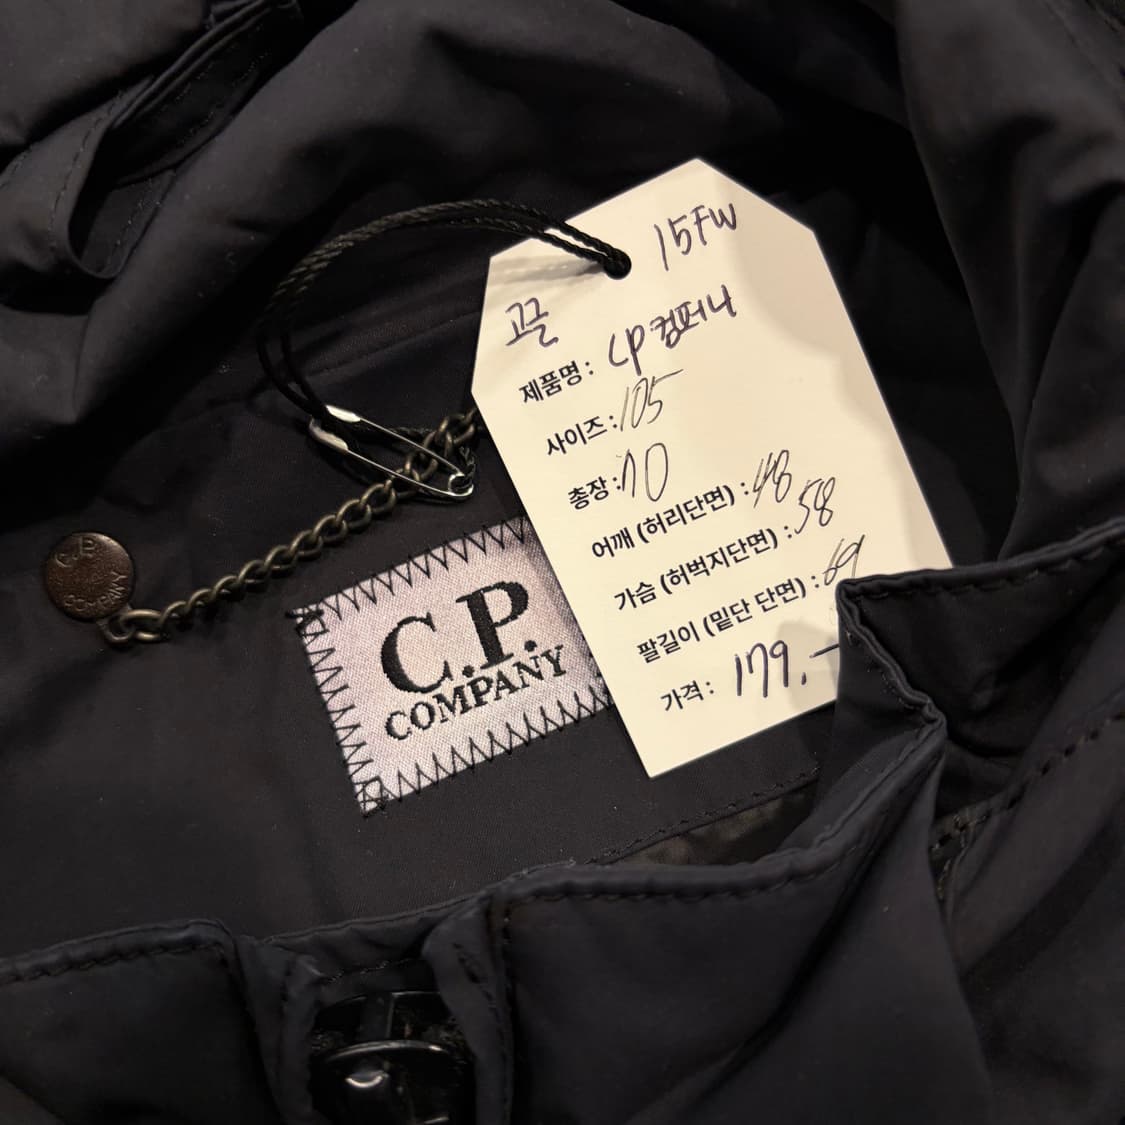 15FW
고글
제품명 : CP컴퍼니
사이즈 : 105
총장 : 70
어깨 (허리단면) : 48
가슴 (허벅지단면) : 58
팔길이 (밑단 단면) : 69
가격 : 179.-
C.P.
COMPANY
C.P.
COMPANY